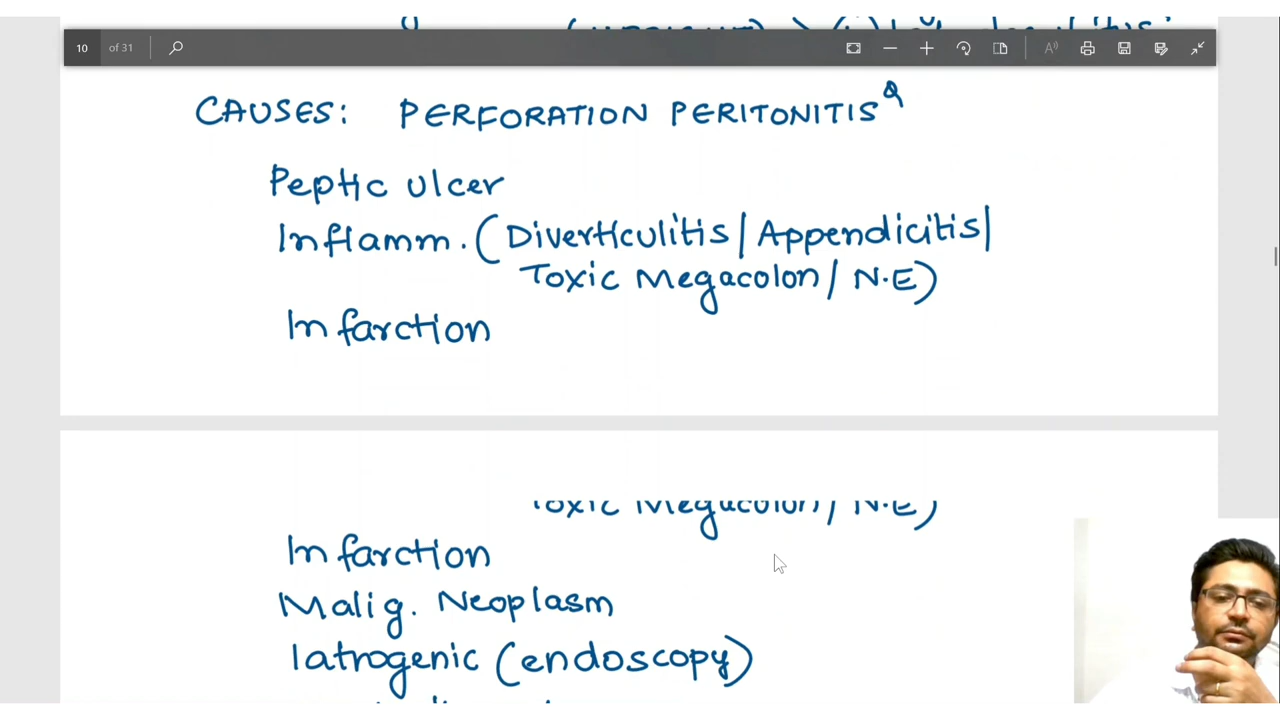 10 of 31
CAUSES: PERFORATION PERITONITIS Q
Peptic ulcer
Inflamm. (Diverticulitis | Appendicitis |
Toxic Megacolon / N.E)
Infarction
Toxic Megacolon / N.E)
Infarction
Malig. Neoplasm
Iatrogenic (endoscopy)